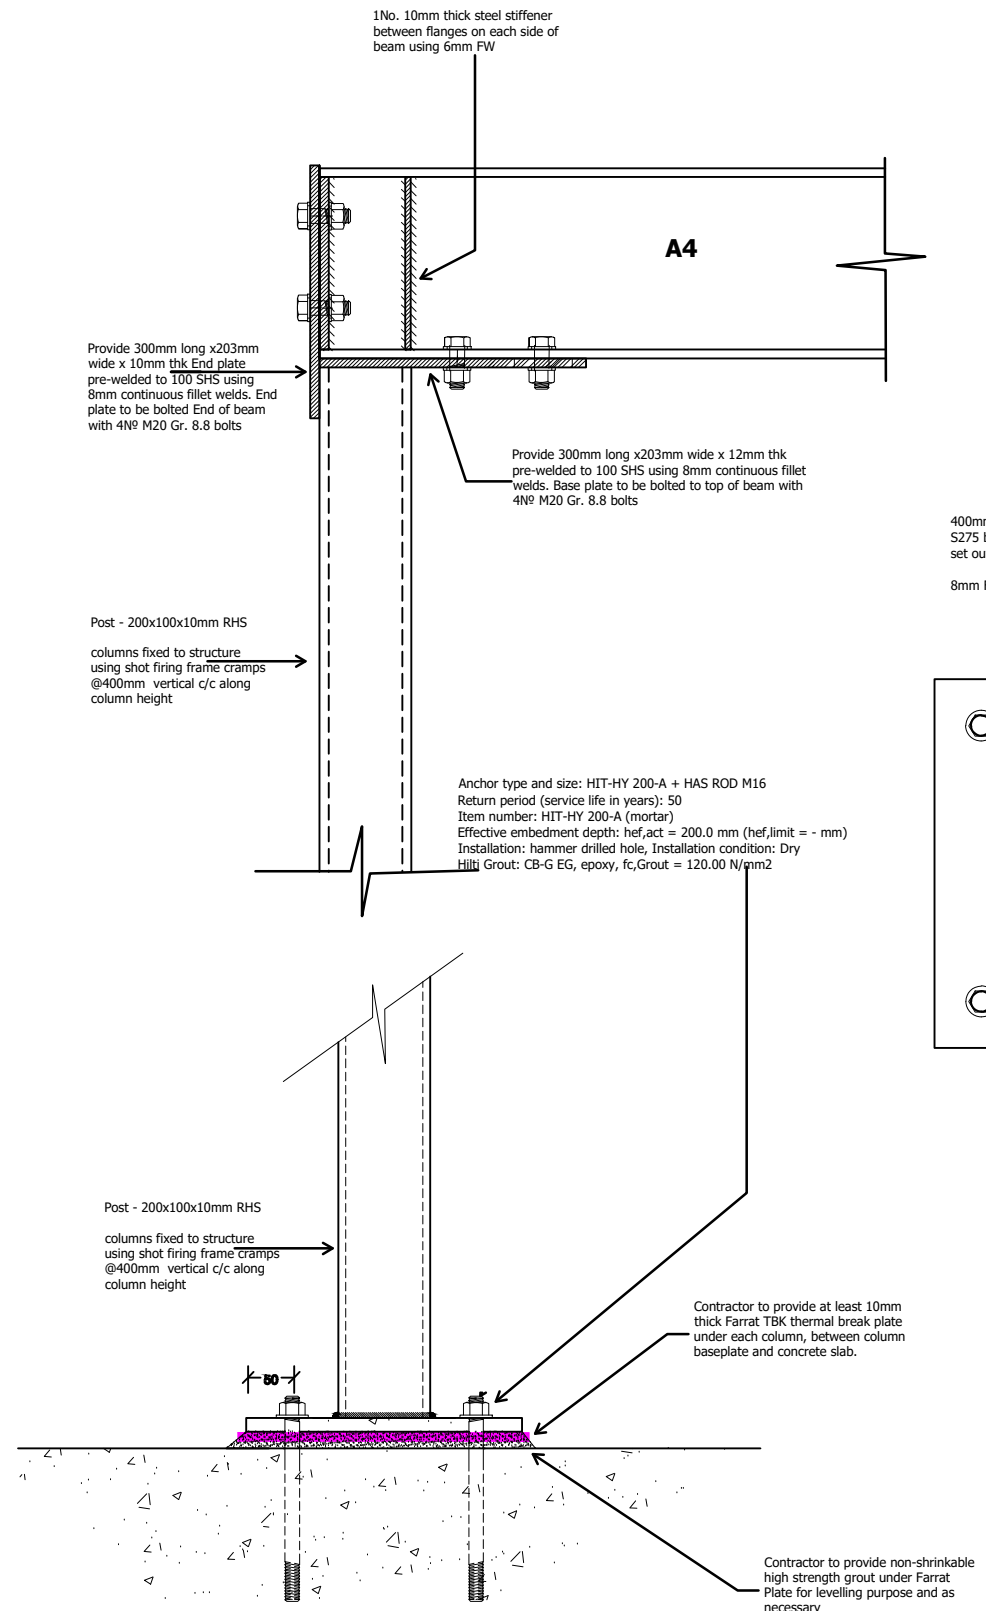 1No. 10mm thick steel stiffener
between flanges on each side of
beam using 6mm FW
A4
Provide 300mm long x203mm
wide x 10mm thk End plate
pre-welded to 100 SHS using
8mm continuous fillet welds. End
plate to be bolted End of beam
with 4Nº M20 Gr. 8.8 bolts
Provide 300mm long x203mm wide x 12mm thk
pre-welded to 100 SHS using 8mm continuous fillet
welds. Base plate to be bolted to top of beam with
4Nº M20 Gr. 8.8 bolts
400mm
S275
set
8mm
Post - 200x100x10mm RHS
columns fixed to structure
using shot firing frame cramps
@400mm vertical c/c along
column height
Anchor type and size: HIT-HY 200-A + HAS ROD M16
Return period (service life in years): 50
Item number: HIT-HY 200-A (mortar)
Effective embedment depth: hef,act = 200.0 mm (hef,limit = - mm)
Installation: hammer drilled hole, Installation condition: Dry
Hilti Grout: CB-G EG, epoxy, fc,Grout = 120.00 N/mm2
Post - 200x100x10mm RHS
columns fixed to structure
using shot firing frame cramps
@400mm vertical c/c along
column height
Contractor to provide at least 10mm
thick Farrat TBK thermal break plate
under each column, between column
baseplate and concrete slab.
50
Contractor to provide non-shrinkable
high strength grout under Farrat
Plate for levelling purpose and as
necessary